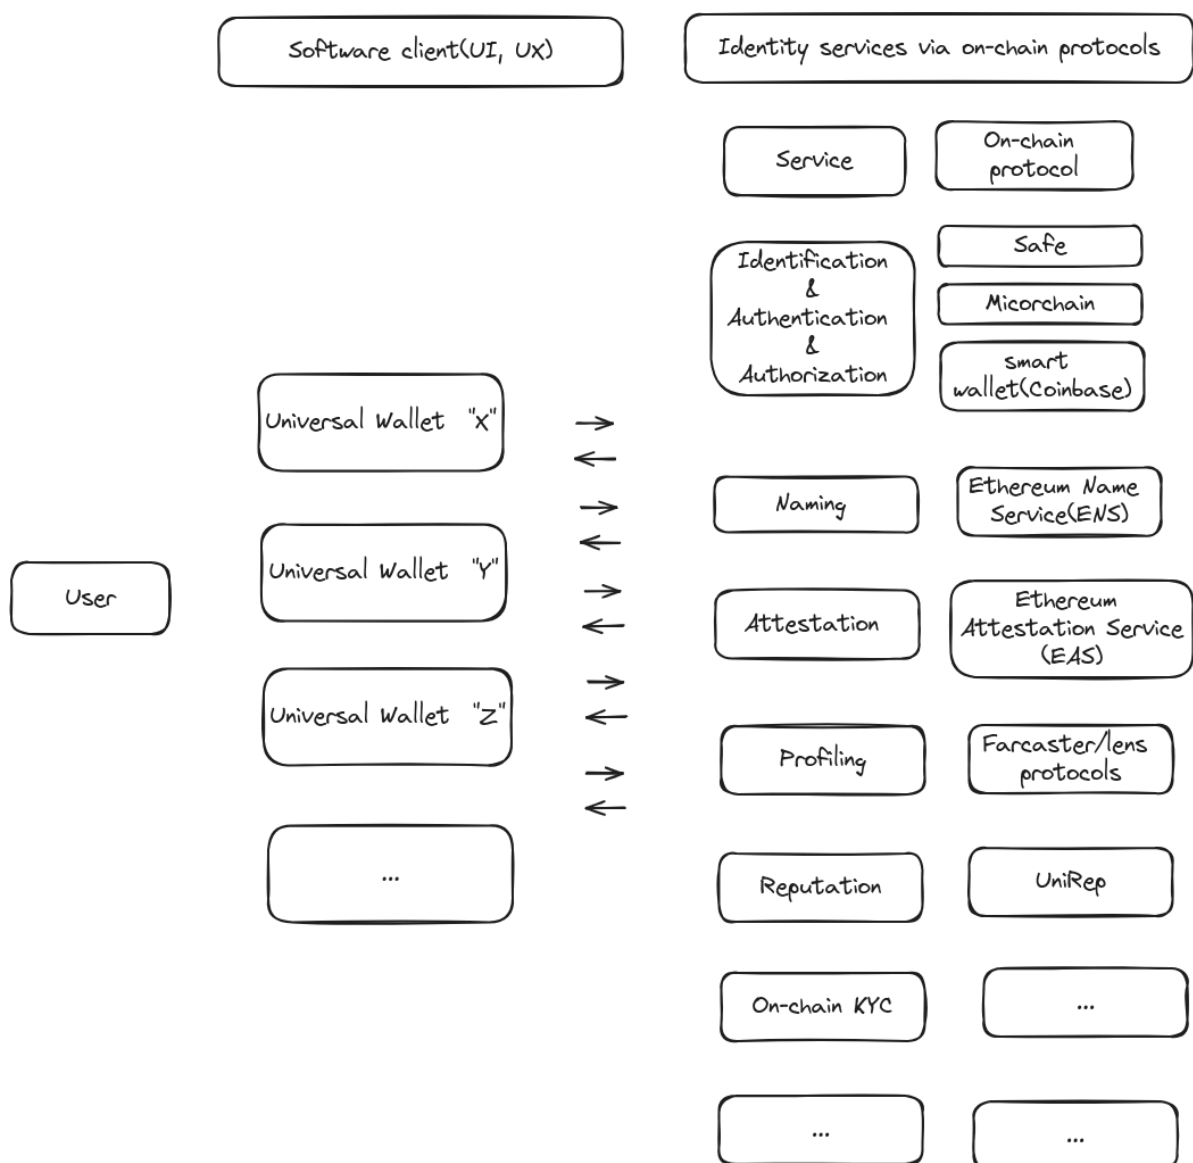 Software client(UI, UX)
Identity services via on-chain protocols
Service
On-chain
protocol
Identification
&
Authentication
&
Authorization
Safe
Micorchain
smart
wallet(Coinbase)
Universal Wallet "X"
Naming
Ethereum Name
Service(ENS)
Universal Wallet "Y"
User
Attestation
Ethereum
Attestation Service
(EAS)
Universal Wallet "Z"
Profiling
Farcaster/lens
protocols
...
Reputation
UniRep
On-chain KYC
...
...
...